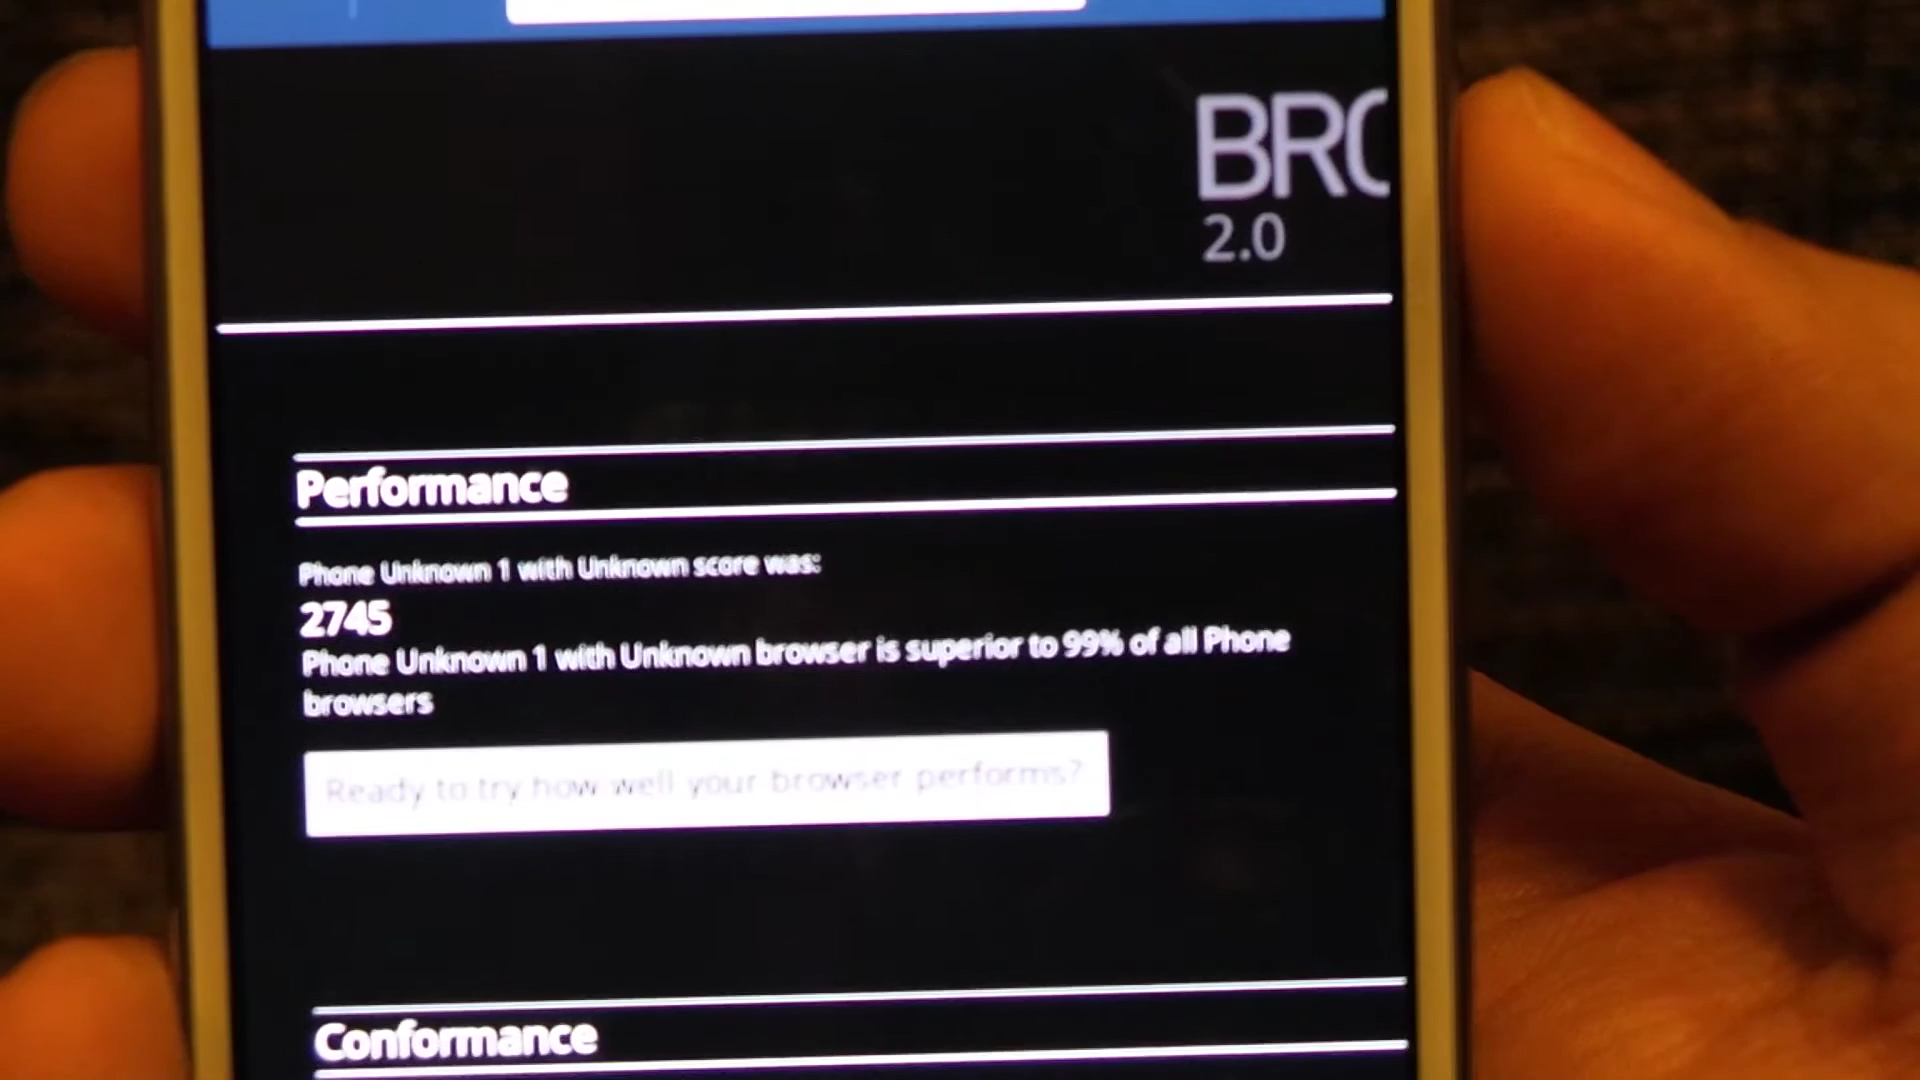 BRO
2.0
Performance
Phone Unknown 1 with Unknown score was:
2745
Phone Unknown 1 with Unknown browser is superior to 99% of all Phone
browsers
Ready to try how well your browser performs?
Conformance